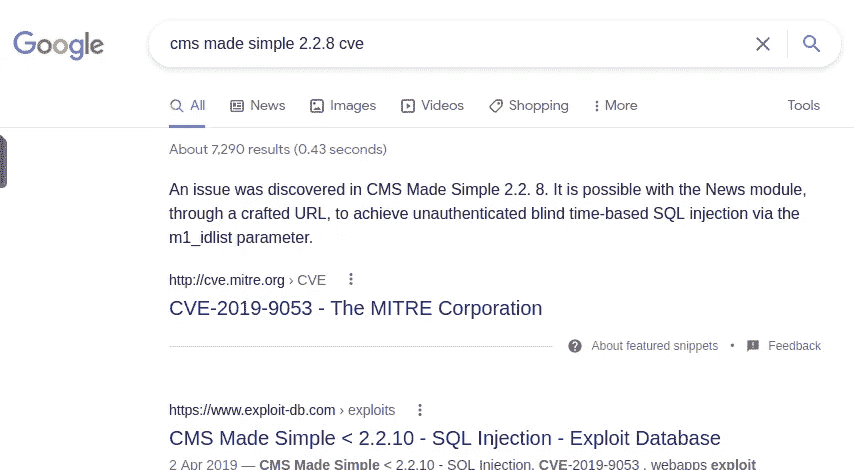 Google
cms made simple 2.2.8 cve
All News Images Videos Shopping More Tools
About 7,290 results (0.43 seconds)
An issue was discovered in CMS Made Simple 2.2. 8. It is possible with the News module,
through a crafted URL, to achieve unauthenticated blind time-based SQL injection via the
m1_idlist parameter.
http://cve.mitre.org › CVE
CVE-2019-9053 - The MITRE Corporation
About featured snippets • Feedback
https://www.exploit-db.com › exploits
CMS Made Simple < 2.2.10 - SQL Injection - Exploit Database
2 Apr 2019 — CMS Made Simple < 2.2.10 - SQL Injection. CVE-2019-9053 . webapps exploit